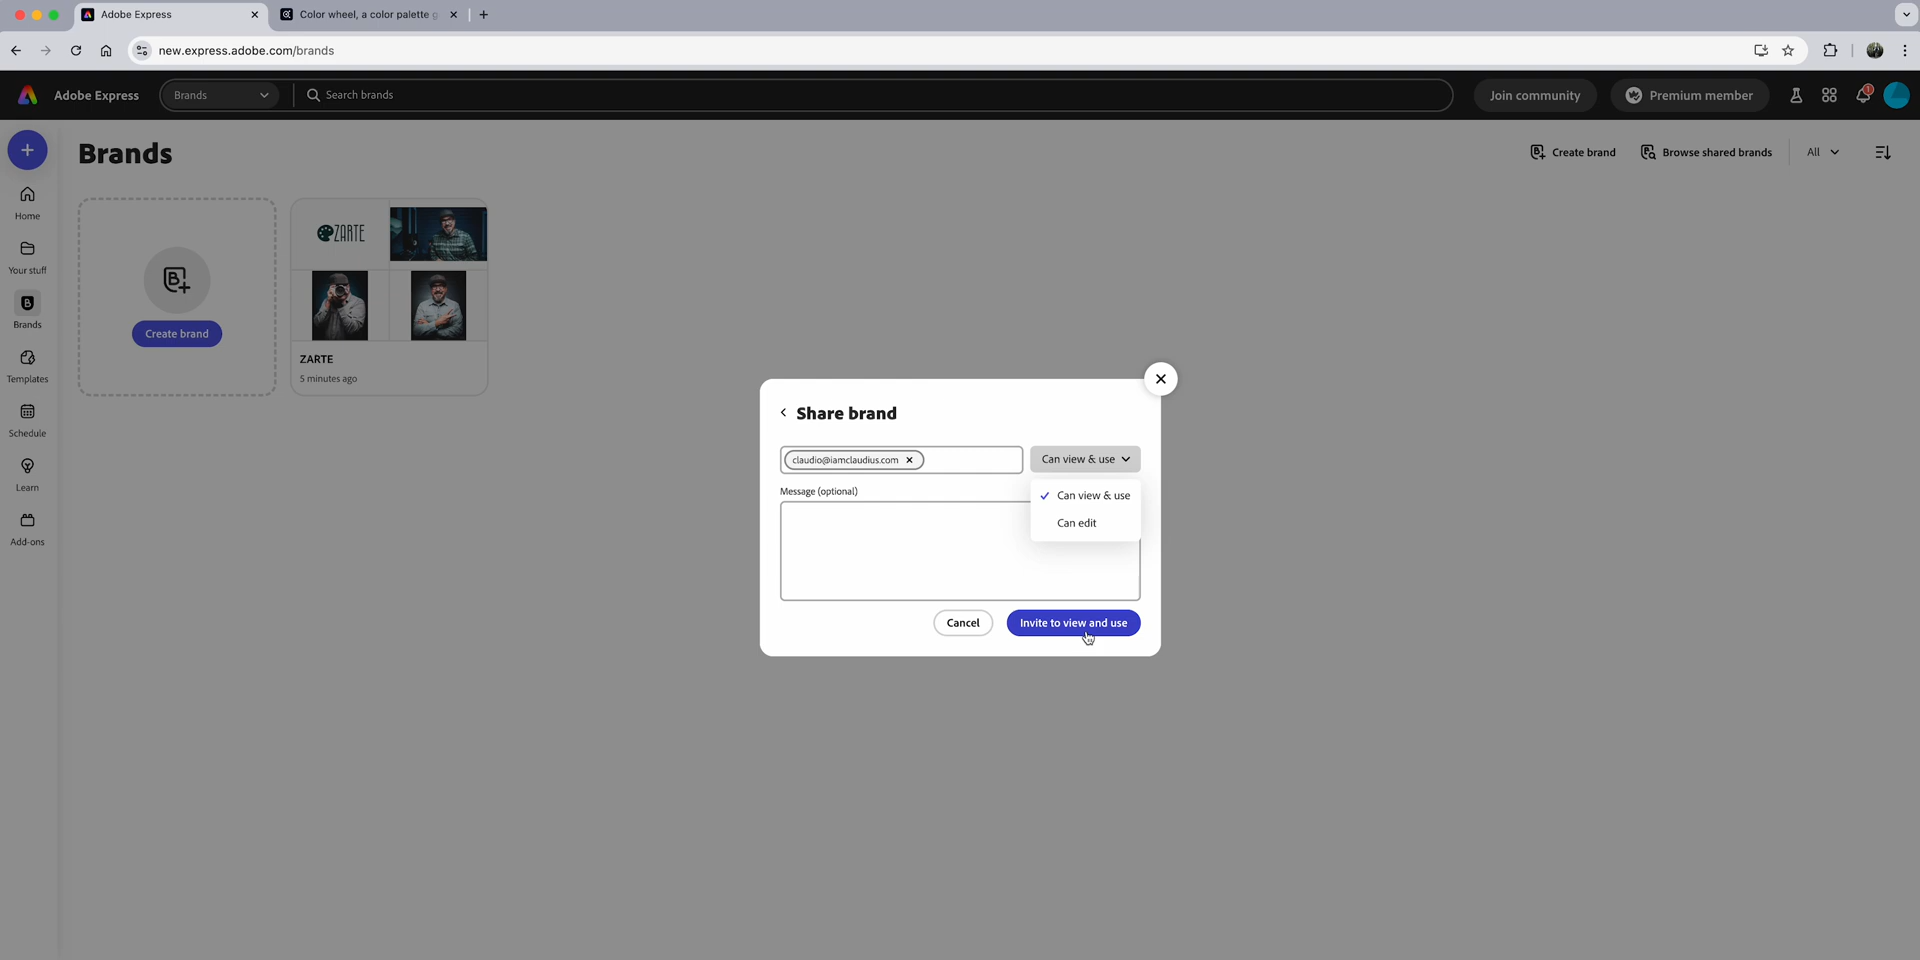 Adobe Express
Color wheel, a color palette g
new.express.adobe.com/brands
Adobe Express
Brands
Search brands
Join community
Premium member
1
Brands
Create brand
Browse shared brands
All
Home
Your stuff
Brands
Templates
Schedule
Learn
Add-ons
Create brand
ZARTE
ZARTE
5 minutes ago
Share brand
claudio@iamclaudius.com
Can view & use
Message (optional)
Can view & use
Can edit
Cancel
Invite to view and use